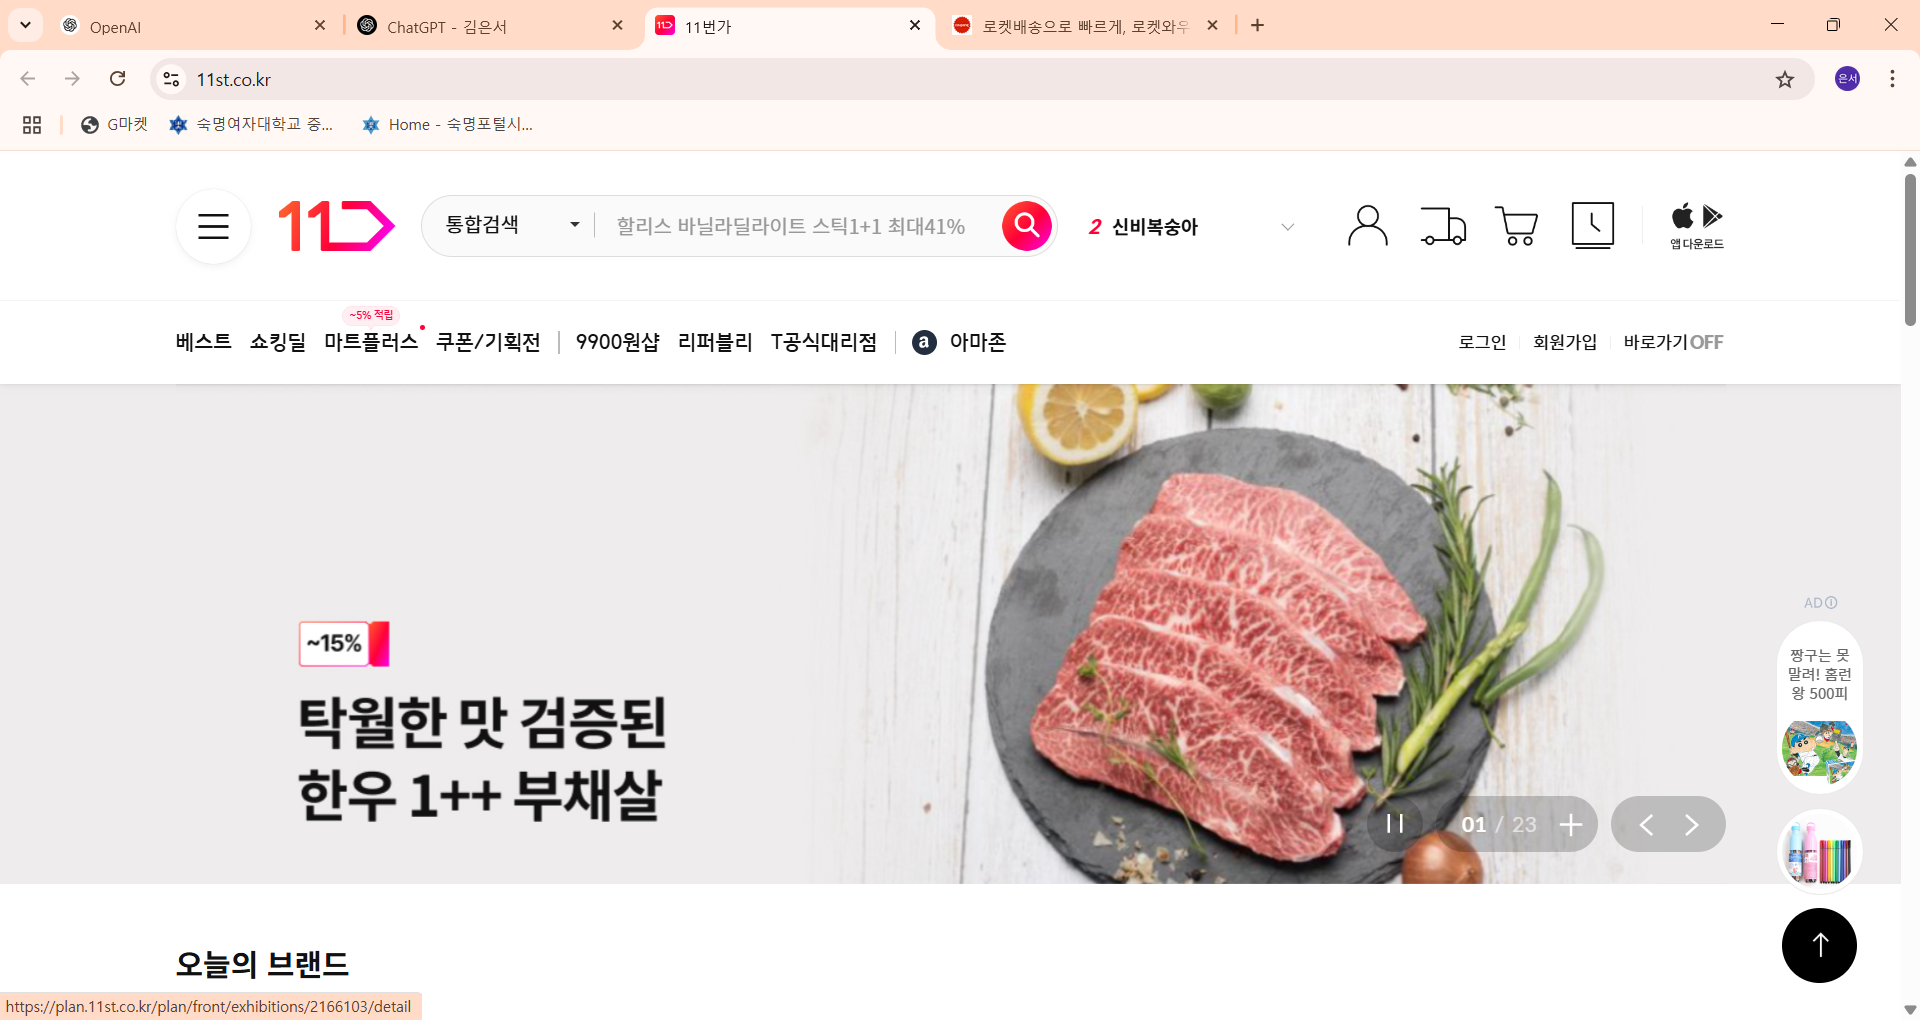 OpenAI
ChatGPT - 김은서
11번가
로켓배송으로 빠르게, 로켓와우
11st.co.kr
은서
G마켓
숙명여자대학교 중...
Home - 숙명포털시...
통합검색
할리스 바닐라딜라이트 스틱1+1 최대41%
2 신비복숭아
앱 다운로드
~5% 적립
베스트 쇼킹딜 마트플러스 쿠폰/기획전 9900원샵 리퍼블리 T공식대리점 a 아마존
로그인 회원가입 바로가기 OFF
~15%
탁월한 맛 검증된
한우 1++ 부채살
AD
짱구는 못
말려! 홈런
왕 500피
01 / 23
오늘의 브랜드
https://plan.11st.co.kr/plan/front/exhibitions/2166103/detail